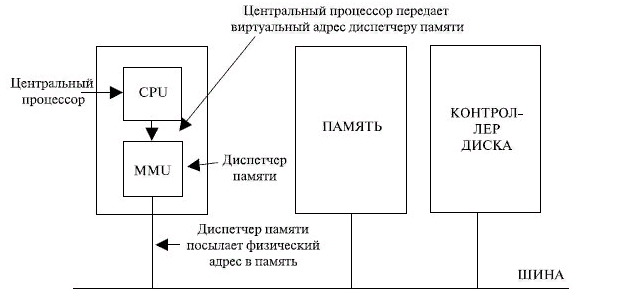 Центральный процессор передает
виртуальный адрес диспетчеру памяти
Центральный
процессор
CPU
ПАМЯТЬ
КОНТРОЛ-
ЛЕР
ДИСКА
MMU
Диспетчер
памяти
Диспетчер памяти
посылает физический
адрес в память
ШИНА